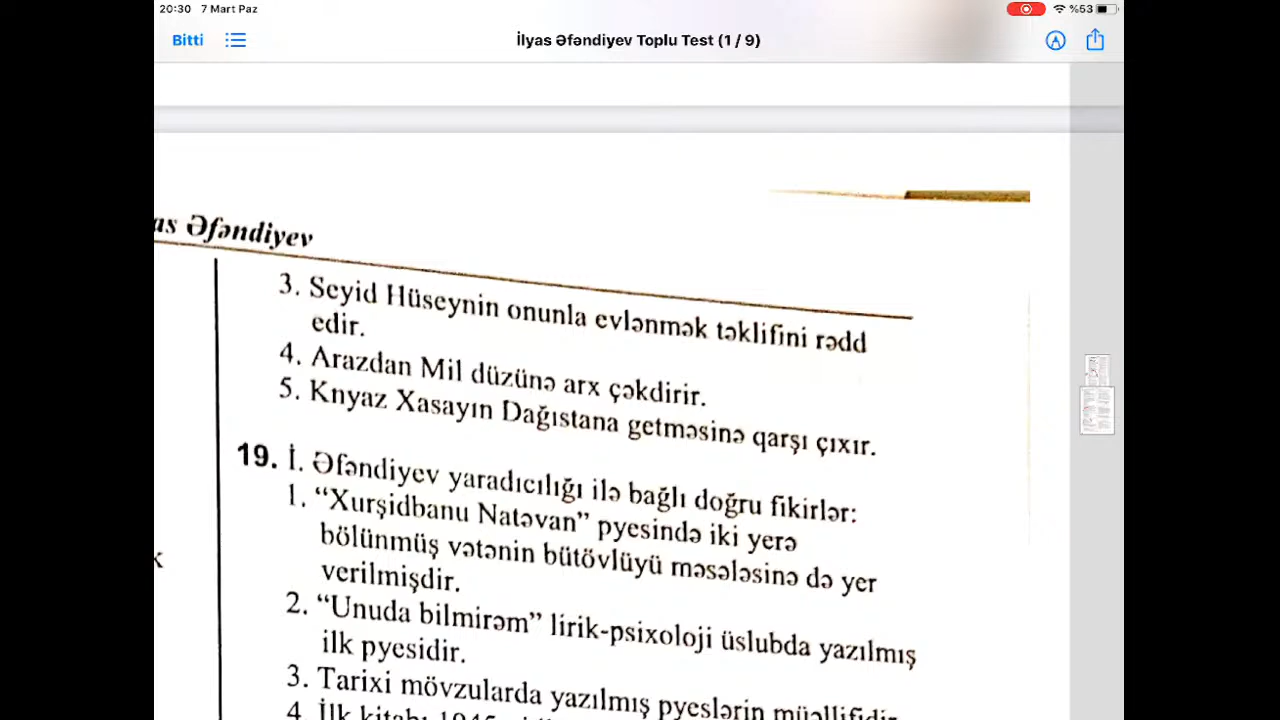 20:30 7 Mart Paz
%53
Bitti
İlyas Əfəndiyev Toplu Test (1 / 9)
Əfəndiyev
3. Seyid Hüseynin onunla evlənmək təklifini rədd
edir.
4. Arazdan Mil düzünə arx çəkdirir.
5. Knyaz Xasayın Dağıstana getməsinə qarşı çıxır.
19. İ. Əfəndiyev yaradıcılığı ilə bağlı doğru fikirlər:
1. “Xurşidbanu Natəvan” pyesində iki yerə
bölünmüş vətənin bütövlüyü məsələsinə də yer
verilmişdir.
2. “Unuda bilmirəm” lirik-psixoloji üslubda yazılmış
ilk pyesidir.
3. Tarixi mövzularda yazılmış pyeslərin müəllifidir.
4. İlk kitabı